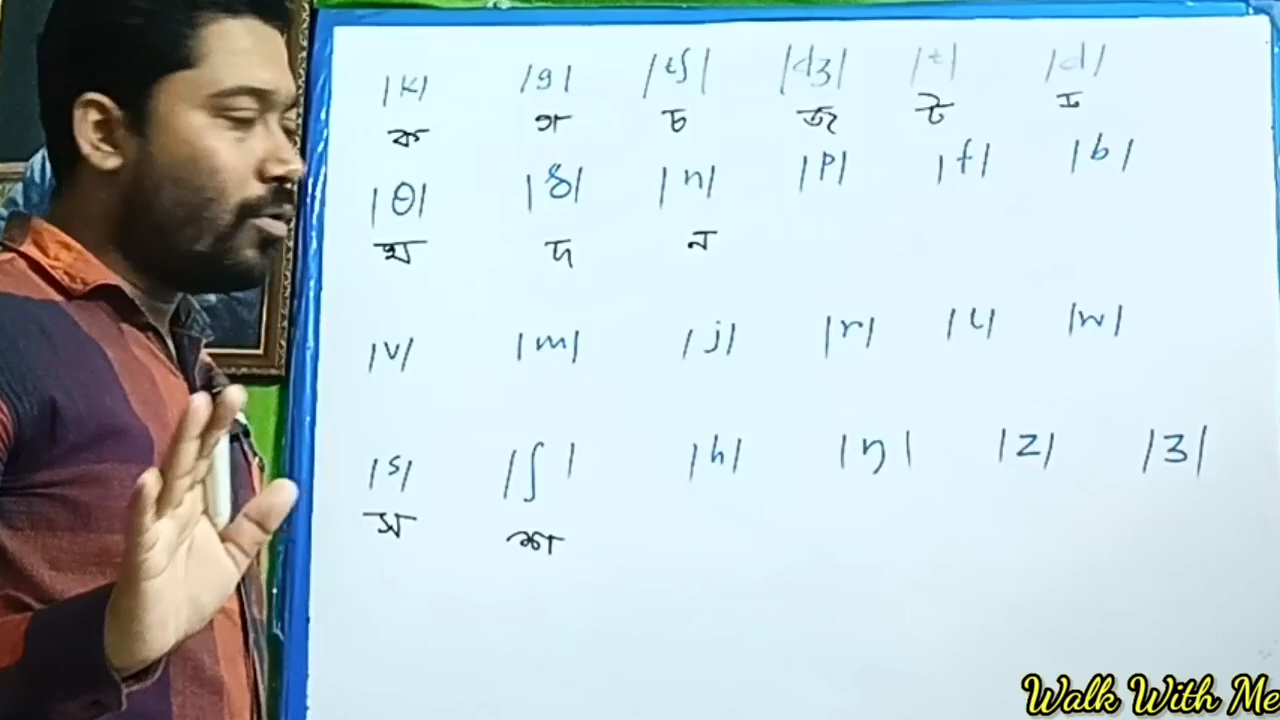 /k/ /g/ /tʃ/ /dʒ/ /t/ /d/
ক গ চ জ ট ড
/θ/ /ð/ /n/ /p/ /f/ /b/
থ দ ন
/v/ /m/ /j/ /r/ /l/ /w/
/s/ /ʃ/ /h/ /ŋ/ /z/ /ʒ/
স শ
Walk With Me